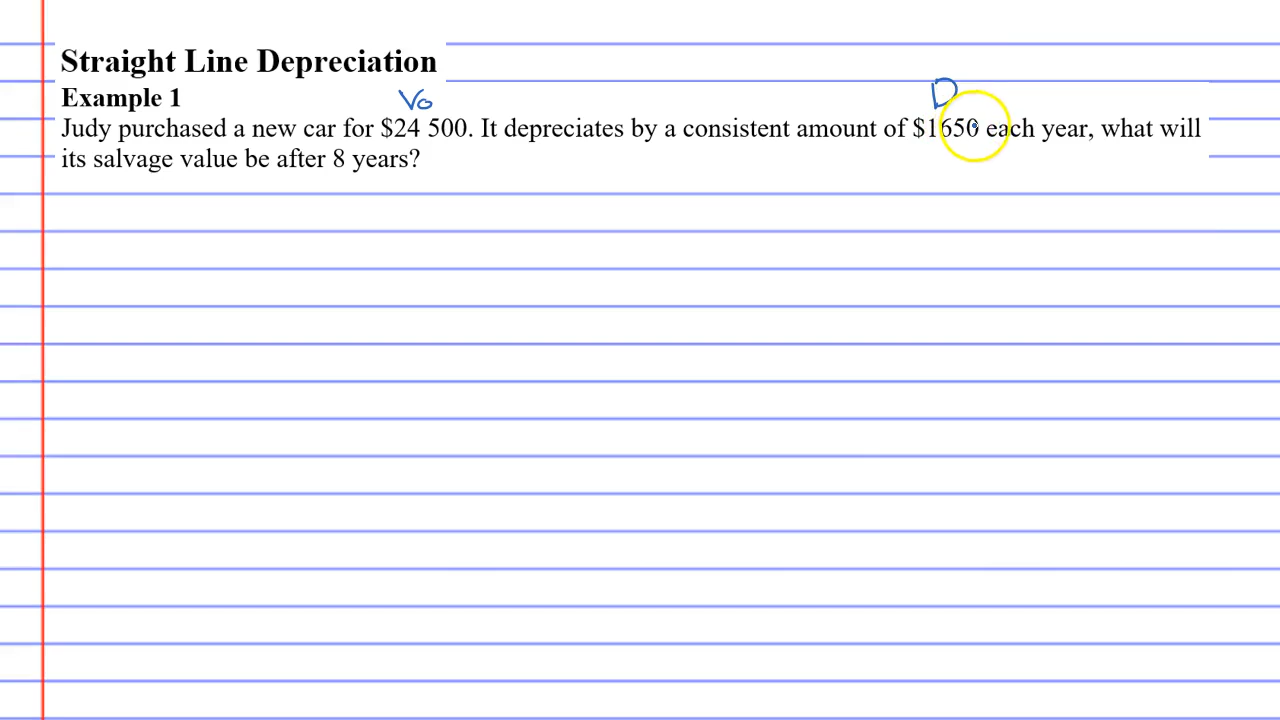 Straight Line Depreciation
Example 1
V0 D
Judy purchased a new car for $24 500. It depreciates by a consistent amount of $1650 each year, what will
its salvage value be after 8 years?